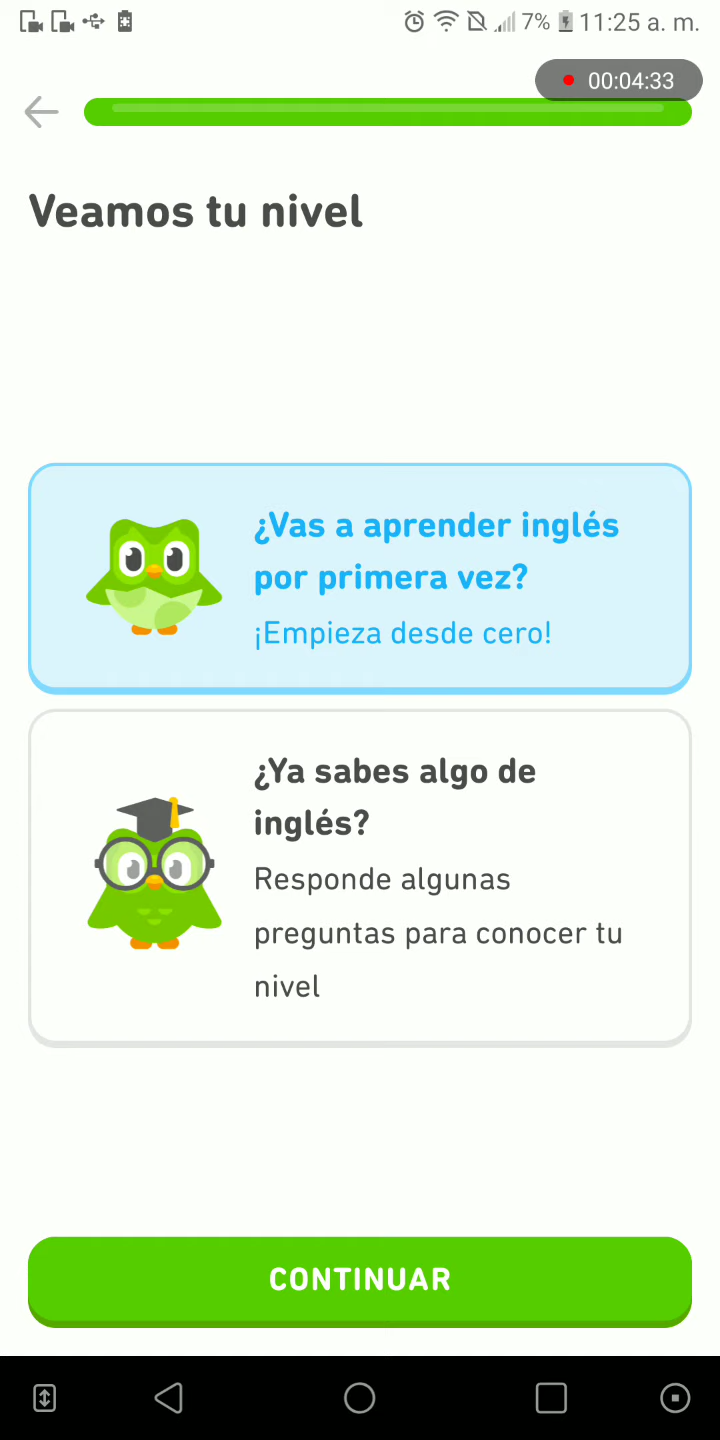 7% 11:25 a. m.
00:04:33
Veamos tu nivel
¿Vas a aprender inglés
por primera vez?
¡Empieza desde cero!
¿Ya sabes algo de
inglés?
Responde algunas
preguntas para conocer tu
nivel
CONTINUAR